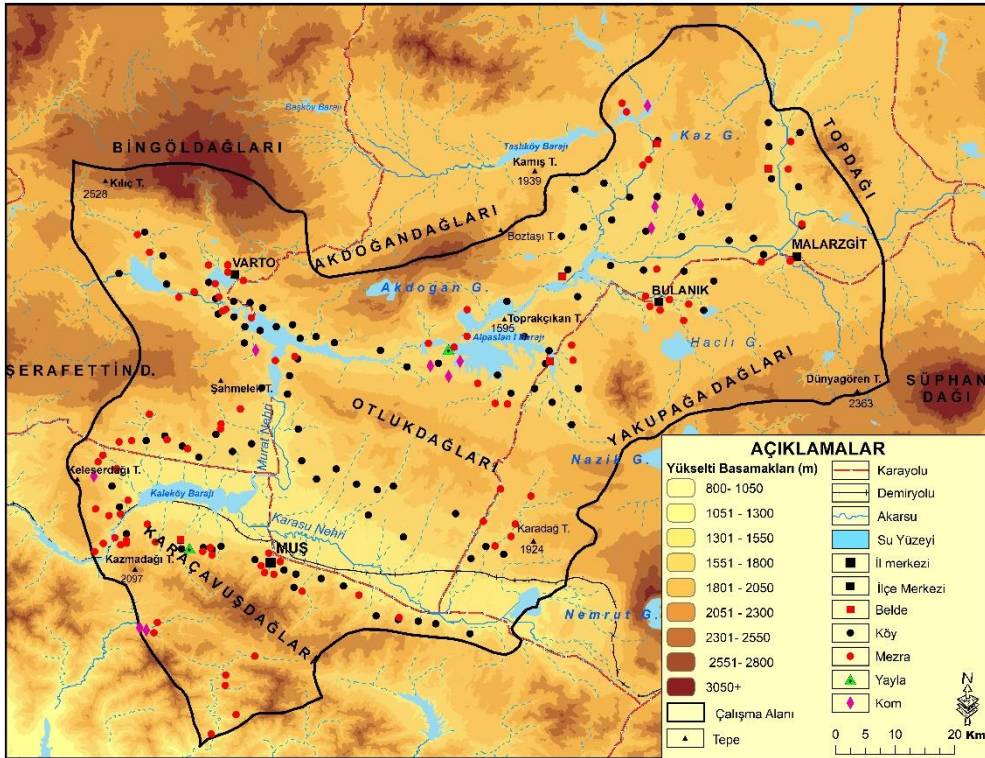 Başköy Barajı
Kaz G.
TOPDAĞI
BİNGÖLDAĞLARI
Taşlıköy Barajı
Kamış T.
1939
Kılıç T.
2528
AKDOĞANDAĞLARI
Boztaşı T.
MALARZGİT
VARTO
Akdoğan G.
BULANIK
Toprakçıkan T.
1595
Alpaslan I Barajı
Haclı G.
ŞERAFETTİN D.
Şahmelek T.
Dünyagören T.
2363
SÜPHAN
DAĞI
OTLUKDAĞLARI
YAKUPAĞADAĞLARI
Murat Nehri
Nazik G.
Keleşerdağı T.
Kaleköy Barajı
Karasu Nehri
Karadağ T.
1924
MUŞ
Kazmadağı T.
2097
KARAÇAVUŞDAĞLARI
Nemrut G.
AÇIKLAMALAR
Yükselti Basamakları (m)
800- 1050
1051 - 1300
1301 - 1550
1551 - 1800
1801 - 2050
2051 - 2300
2301 - 2550
2551- 2800
3050+
Çalışma Alanı
Tepe
Karayolu
Demiryolu
Akarsu
Su Yüzeyi
İl merkezi
İlçe Merkezi
Belde
Köy
Mezra
Yayla
Kom
N
0 5 10 20
Km